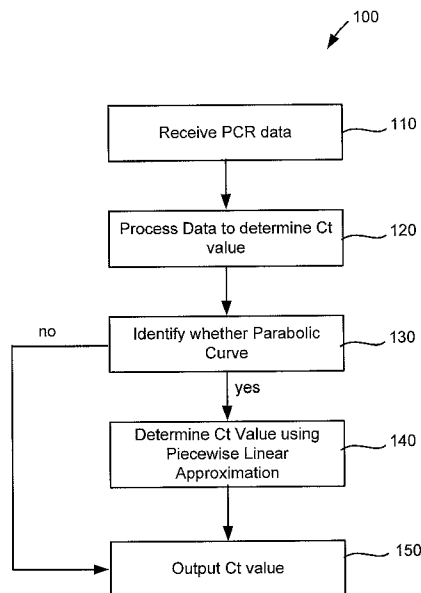 100
Receive PCR data
110
Process Data to determine Ct
value
120
no
Identify whether Parabolic
Curve
130
yes
Determine Ct Value using
Piecewise Linear
Approximation
140
Output Ct value
150